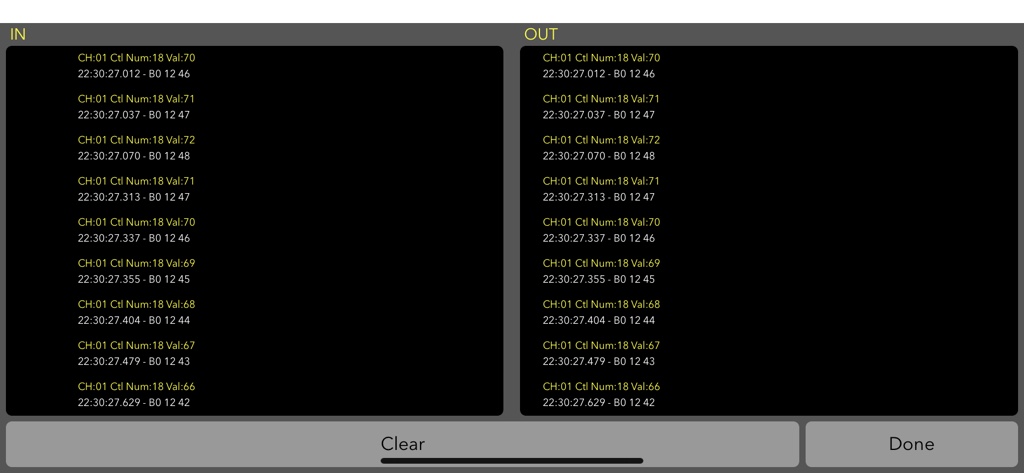 IN
CH:01 Ctl Num:18 Val:70
22:30:27.012 - B0 12 46
CH:01 Ctl Num:18 Val:71
22:30:27.037 - B0 12 47
CH:01 Ctl Num:18 Val:72
22:30:27.070 - B0 12 48
CH:01 Ctl Num:18 Val:71
22:30:27.313 - B0 12 47
CH:01 Ctl Num:18 Val:70
22:30:27.337 - B0 12 46
CH:01 Ctl Num:18 Val:69
22:30:27.355 - B0 12 45
CH:01 Ctl Num:18 Val:68
22:30:27.404 - B0 12 44
CH:01 Ctl Num:18 Val:67
22:30:27.479 - B0 12 43
CH:01 Ctl Num:18 Val:66
22:30:27.629 - B0 12 42
OUT
CH:01 Ctl Num:18 Val:70
22:30:27.012 - B0 12 46
CH:01 Ctl Num:18 Val:71
22:30:27.037 - B0 12 47
CH:01 Ctl Num:18 Val:72
22:30:27.070 - B0 12 48
CH:01 Ctl Num:18 Val:71
22:30:27.313 - B0 12 47
CH:01 Ctl Num:18 Val:70
22:30:27.337 - B0 12 46
CH:01 Ctl Num:18 Val:69
22:30:27.355 - B0 12 45
CH:01 Ctl Num:18 Val:68
22:30:27.404 - B0 12 44
CH:01 Ctl Num:18 Val:67
22:30:27.479 - B0 12 43
CH:01 Ctl Num:18 Val:66
22:30:27.629 - B0 12 42
Clear
Done